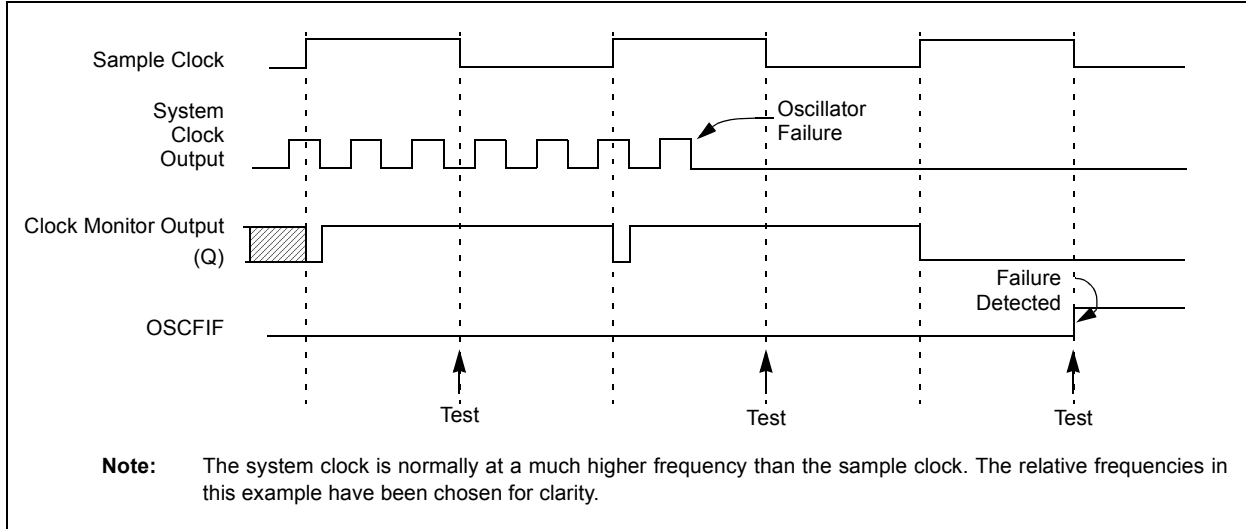 Sample Clock
System
Clock
Output
Oscillator
Failure
Clock Monitor Output
(Q)
Failure
Detected
OSCFIF
Test
Test
Test
Note: The system clock is normally at a much higher frequency than the sample clock. The relative frequencies in
this example have been chosen for clarity.